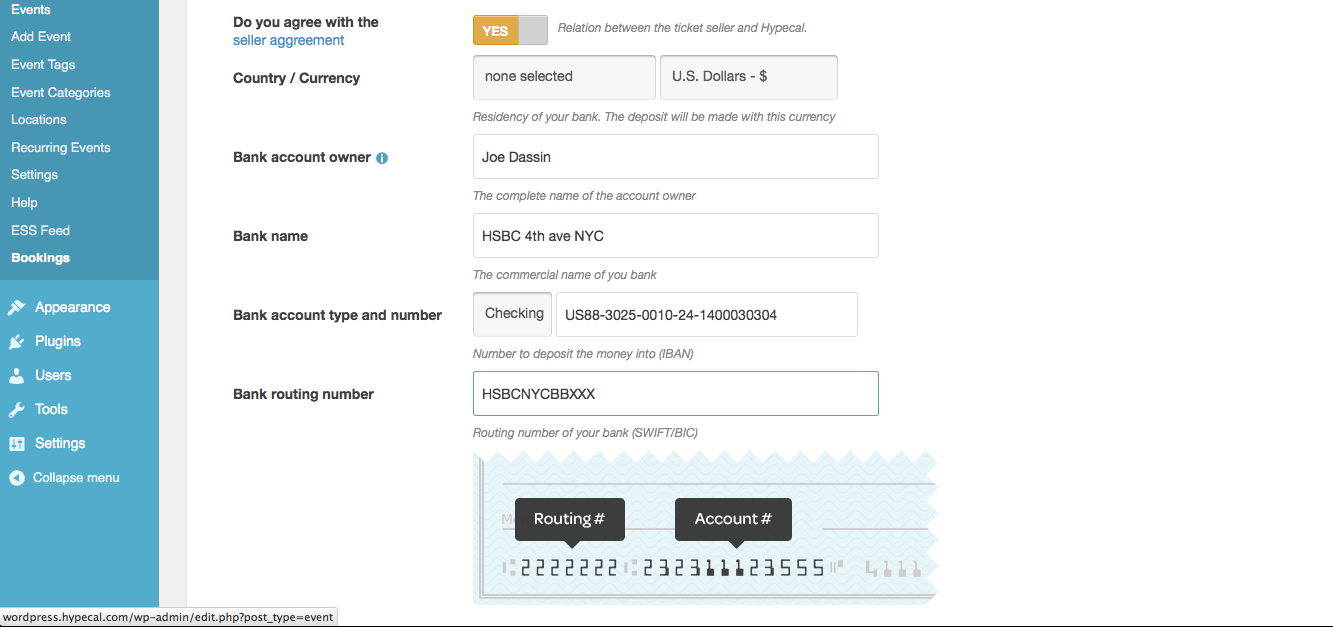 Events
Add Event
Event Tags
Event Categories
Locations
Recurring Events
Settings
Help
ESS Feed
Bookings
Appearance
Plugins
Users
Tools
Settings
Collapse menu
Do you agree with the
seller aggreement
YES
Relation between the ticket seller and Hypecal.
Country / Currency
none selected
U.S. Dollars - $
Residency of your bank. The deposit will be made with this currency
Bank account owner
Joe Dassin
The complete name of the account owner
Bank name
HSBC 4th ave NYC
The commercial name of you bank
Bank account type and number
Checking
US88-3025-0010-24-1400030304
Number to deposit the money into (IBAN)
Bank routing number
HSBCNYCBBXXX
Routing number of your bank (SWIFT/BIC)
Routing #
Account #
2222222 232311123555 4111
wordpress.hypecal.com/wp-admin/edit.php?post_type=event